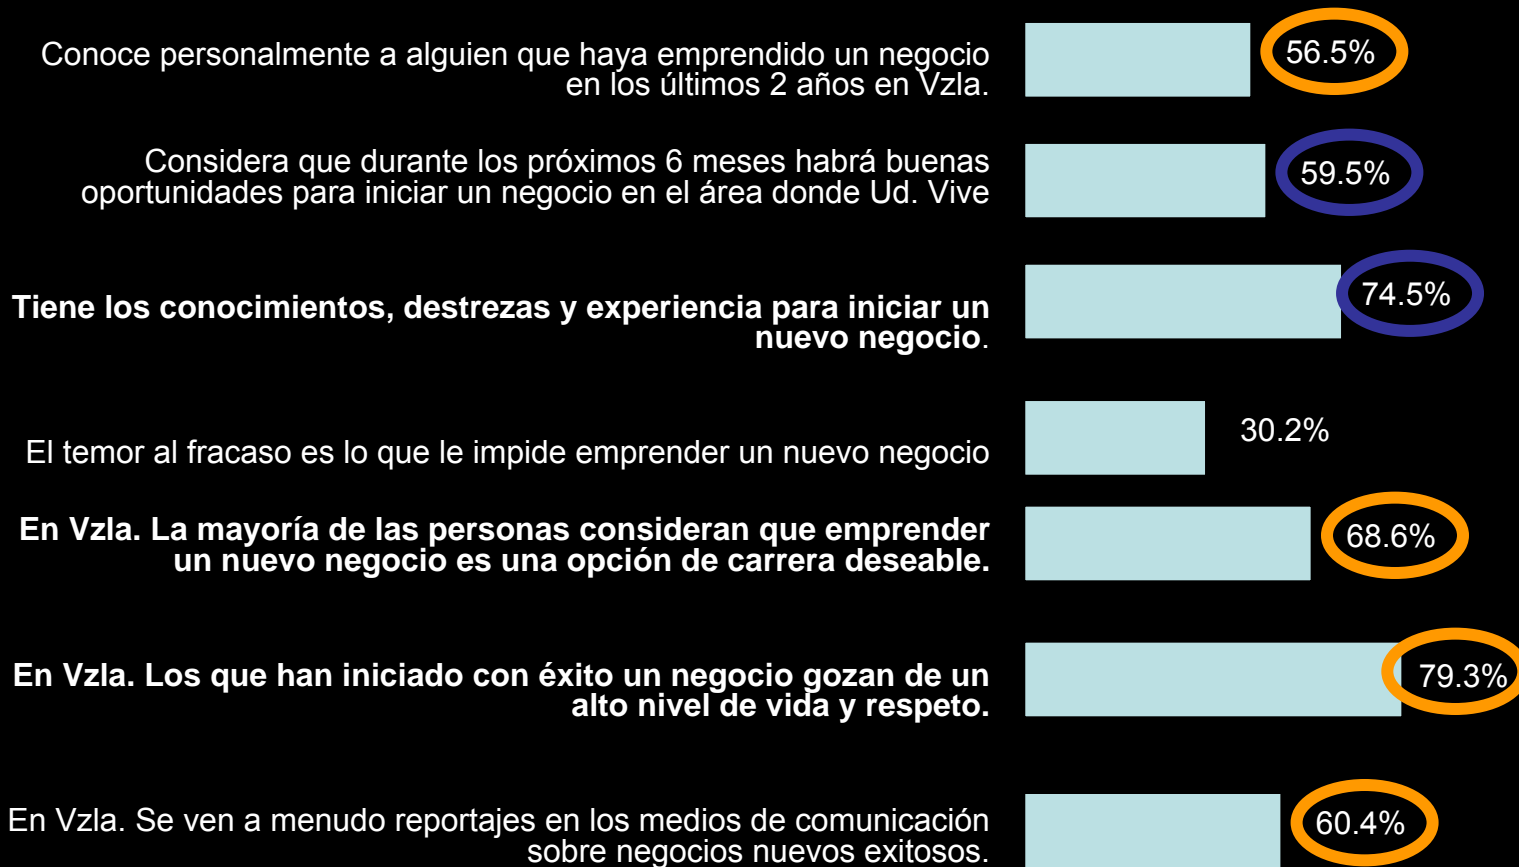 Conoce personalmente a alguien que haya emprendido un negocio
en los últimos 2 años en Vzla.
56.5%
Considera que durante los próximos 6 meses habrá buenas
oportunidades para iniciar un negocio en el área donde Ud. Vive
59.5%
Tiene los conocimientos, destrezas y experiencia para iniciar un
nuevo negocio.
74.5%
El temor al fracaso es lo que le impide emprender un nuevo negocio
30.2%
En Vzla. La mayoría de las personas consideran que emprender
un nuevo negocio es una opción de carrera deseable.
68.6%
En Vzla. Los que han iniciado con éxito un negocio gozan de un
alto nivel de vida y respeto.
79.3%
En Vzla. Se ven a menudo reportajes en los medios de comunicación
sobre negocios nuevos exitosos.
60.4%